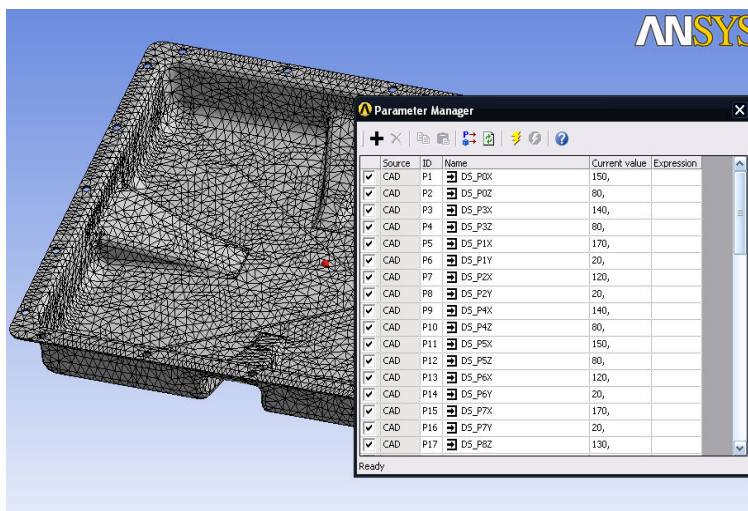 ANSYS
Parameter Manager
Source ID Name Current value Expression
CAD P1 DS_P0X 150,
CAD P2 DS_P0Z 80,
CAD P3 DS_P3X 140,
CAD P4 DS_P3Z 80,
CAD P5 DS_P1X 170,
CAD P6 DS_P1Y 20,
CAD P7 DS_P2X 120,
CAD P8 DS_P2Y 20,
CAD P9 DS_P4X 140,
CAD P10 DS_P4Z 80,
CAD P11 DS_P5X 150,
CAD P12 DS_P5Z 80,
CAD P13 DS_P6X 120,
CAD P14 DS_P6Y 20,
CAD P15 DS_P7X 170,
CAD P16 DS_P7Y 20,
CAD P17 DS_P8Z 130,
Ready